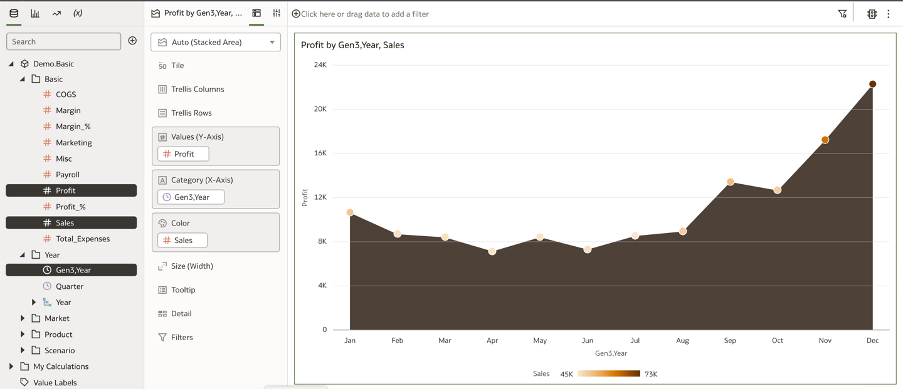 (x)
Profit by Gen3,Year, ...
Click here or drag data to add a filter
Search
Auto (Stacked Area)
Demo.Basic
Basic
# COGS
# Margin
# Margin_%
# Marketing
# Misc
# Payroll
# Profit
# Profit_%
# Sales
# Total_Expenses
Year
Gen3,Year
Quarter
Year
Market
Product
Scenario
My Calculations
Value Labels
50 Tile
Trellis Columns
Trellis Rows
Values (Y-Axis)
# Profit
A Category (X-Axis)
Gen3,Year
Color
# Sales
Size (Width)
Tooltip
Detail
Filters
Profit by Gen3,Year, Sales
24K
20K
16K
12K
8K
4K
0
Profit
Jan Feb Mar Apr May Jun Jul Aug Sep Oct Nov Dec
Gen3,Year
Sales 45K 73K